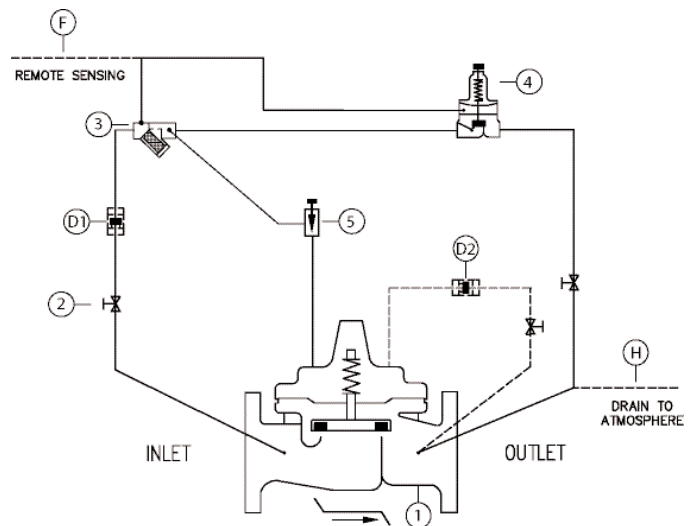 F
REMOTE SENSING
4
3
5
D1
D2
2
H
DRAIN TO
ATMOSPHERE
INLET
OUTLET
1